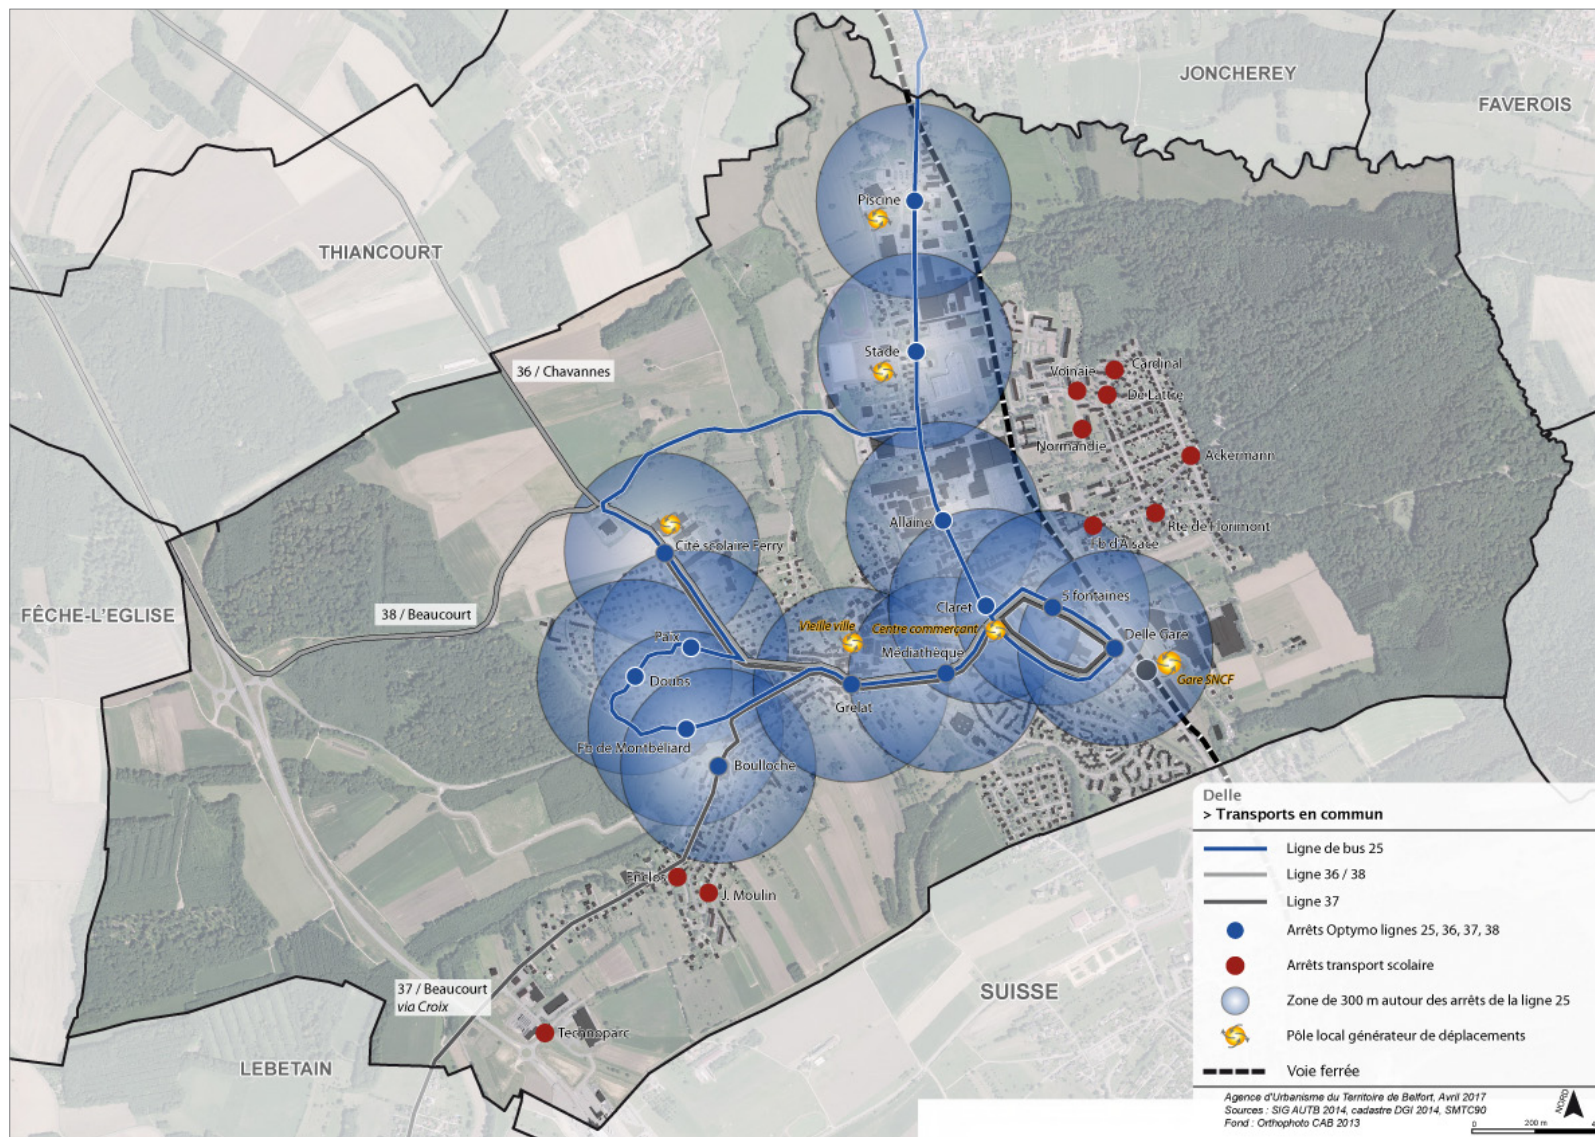 JONCHEREY
FAVEROIS
THIANCOURT
Piscine
Stade
36 / Chavannes
Voinaie
Cardinal
De Lattre
Normandie
Ackermann
Allaine
Rte de Florimont
Fb d'Alsace
Cité scolaire Ferry
38 / Beaucourt
FÊCHE-L'EGLISE
Claret
5 fontaines
Vieille ville
Centre commerçant
Delle Gare
Paix
Médiathèque
Doubs
Gare SNCF
Grelat
Fb de Montbéliard
Boulloche
Enclos
J. Moulin
37 / Beaucourt
via Croix
SUISSE
Technoparc
LEBETAIN
Delle
> Transports en commun
Ligne de bus 25
Ligne 36 / 38
Ligne 37
Arrêts Optymo lignes 25, 36, 37, 38
Arrêts transport scolaire
Zone de 300 m autour des arrêts de la ligne 25
Pôle local générateur de déplacements
Voie ferrée
Agence d'Urbanisme du Territoire de Belfort, Avril 2017
Sources : SIG AUTB 2014, cadastre DGI 2014, SMTC90
Fond : Orthophoto CAB 2013
NORD
0 200 m